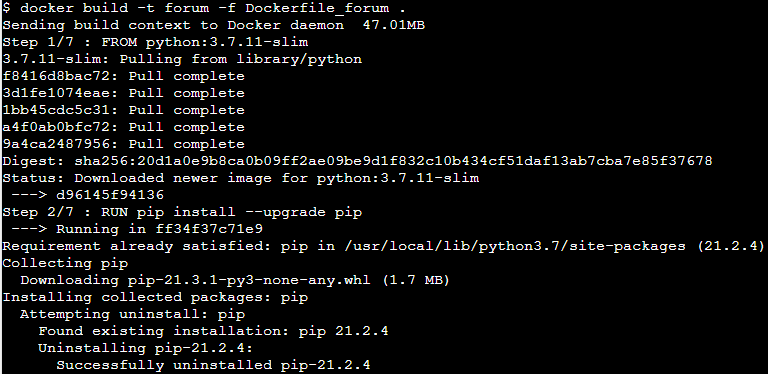 $ docker build -t forum -f Dockerfile_forum .
Sending build context to Docker daemon  47.01MB
Step 1/7 : FROM python:3.7.11-slim
3.7.11-slim: Pulling from library/python
f8416d8bac72: Pull complete
3d1fe1074eae: Pull complete
1bb45cdc5c31: Pull complete
a4f0ab0bfc72: Pull complete
9a4ca2487956: Pull complete
Digest: sha256:20d1a0e9b8ca0b09ff2ae09be9d1f832c10b434cf51daf13ab7cba7e85f37678
Status: Downloaded newer image for python:3.7.11-slim
 ---> d96145f94136
Step 2/7 : RUN pip install --upgrade pip
 ---> Running in ff34f37c71e9
Requirement already satisfied: pip in /usr/local/lib/python3.7/site-packages (21.2.4)
Collecting pip
  Downloading pip-21.3.1-py3-none-any.whl (1.7 MB)
Installing collected packages: pip
  Attempting uninstall: pip
    Found existing installation: pip 21.2.4
    Uninstalling pip-21.2.4:
      Successfully uninstalled pip-21.2.4